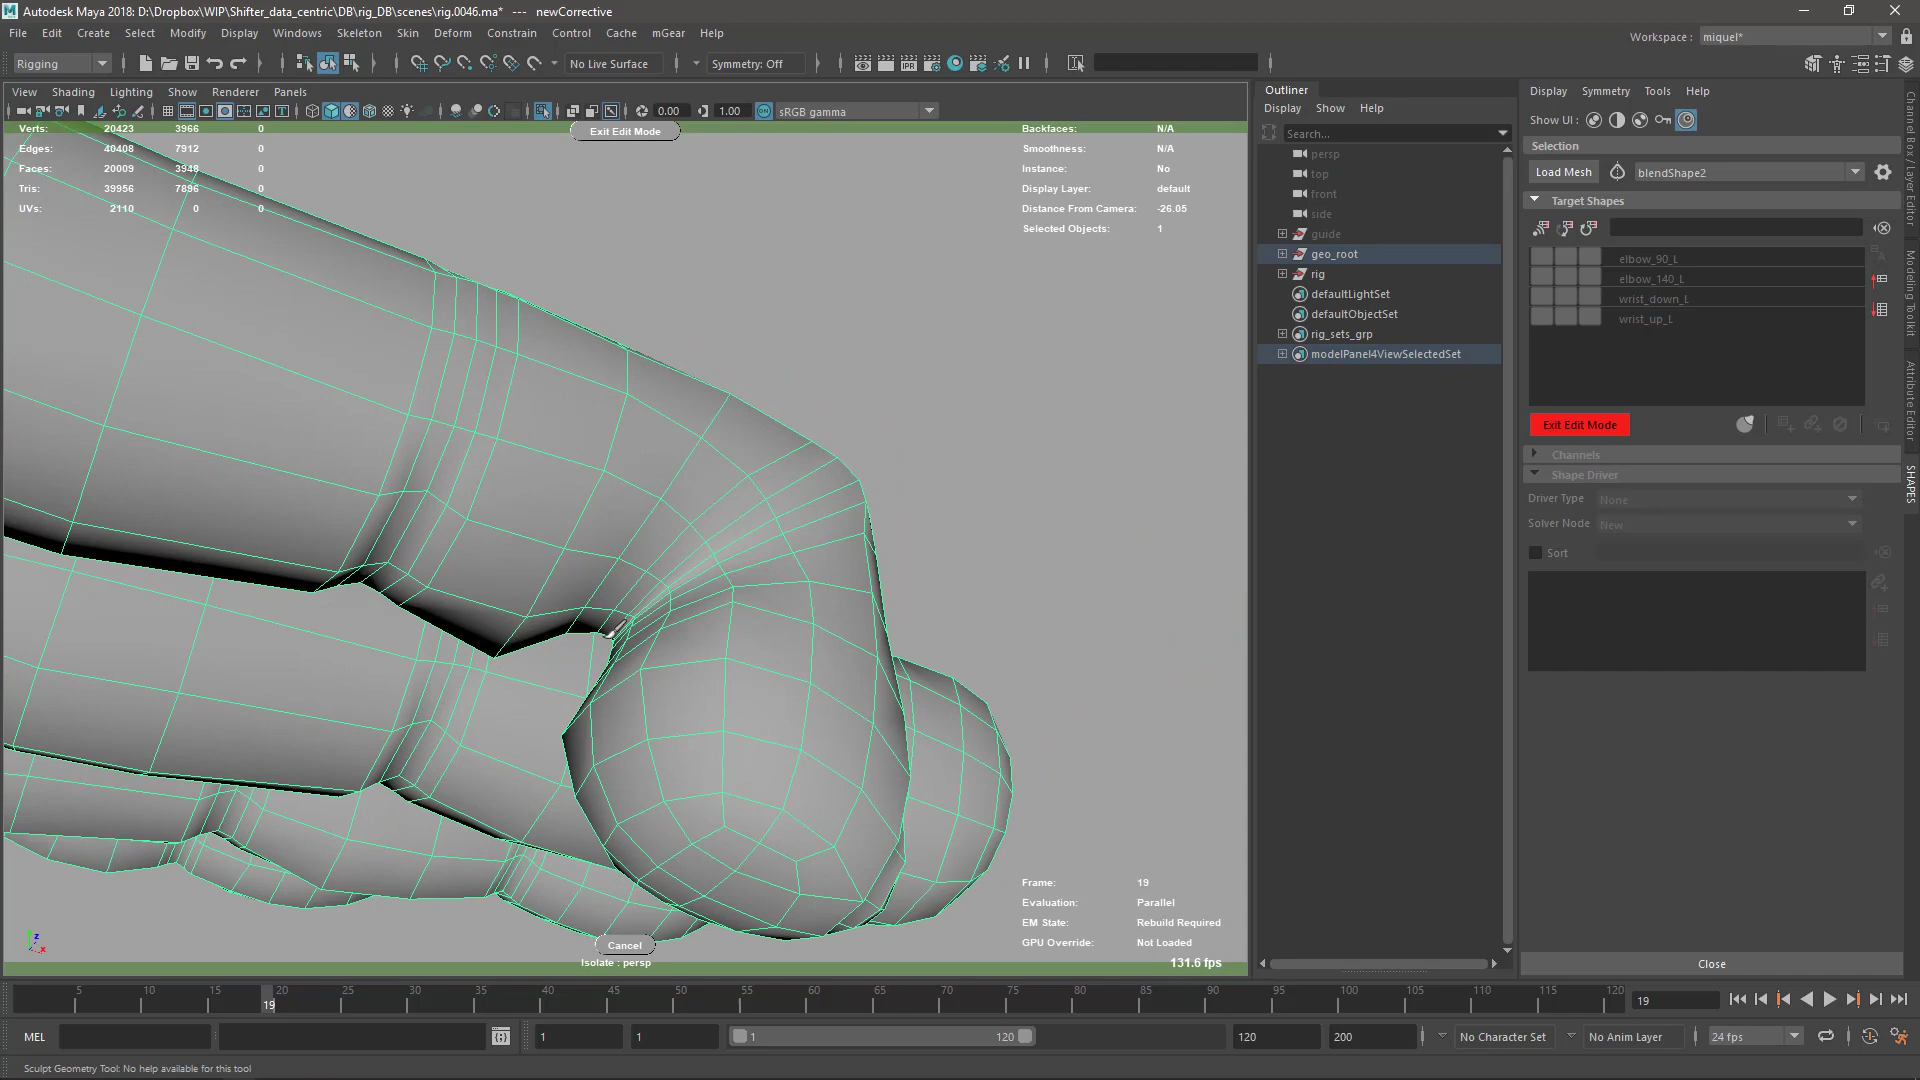 Autodesk Maya 2018: D:\Dropbox\WIP\Shifter_data_centric\DB\rig_DB\scenes\rig.0046.ma* --- newCorrective
File Edit Create Select Modify Display Windows Skeleton Skin Deform Constrain Control Cache mGear Help
Workspace : miquel*
Rigging
No Live Surface
Symmetry: Off
View Shading Lighting Show Renderer Panels
0.00 1.00 sRGB gamma
Verts: 20423 3966 0
Edges: 40408 7912 0
Faces: 20009 3948 0
Tris: 39956 7896 0
UVs: 2110 0 0
Exit Edit Mode
Backfaces: N/A
Smoothness: N/A
Instance: No
Display Layer: default
Distance From Camera: -26.05
Selected Objects: 1
Frame: 19
Evaluation: Parallel
EM State: Rebuild Required
GPU Override: Not Loaded
131.6 fps
Cancel
Isolate : persp
z
x
Outliner
Display Show Help
Search...
persp
top
front
side
guide
geo_root
rig
defaultLightSet
defaultObjectSet
rig_sets_grp
modelPanel4ViewSelectedSet
Display Symmetry Tools Help
Show UI :
Selection
Load Mesh
blendShape2
Target Shapes
elbow_90_L
elbow_140_L
wrist_down_L
wrist_up_L
Exit Edit Mode
Channels
Shape Driver
Driver Type None
Solver Node New
Sort
Close
Channel Box / Layer Editor
Modeling Toolkit
Attribute Editor
SHAPES
5 10 15 20 25 30 35 40 45 50 55 60 65 70 75 80 85 90 95 100 105 110 115 120
19
19
MEL
1 1 1 120 120 200
No Character Set
No Anim Layer
24 fps
Sculpt Geometry Tool: No help available for this tool